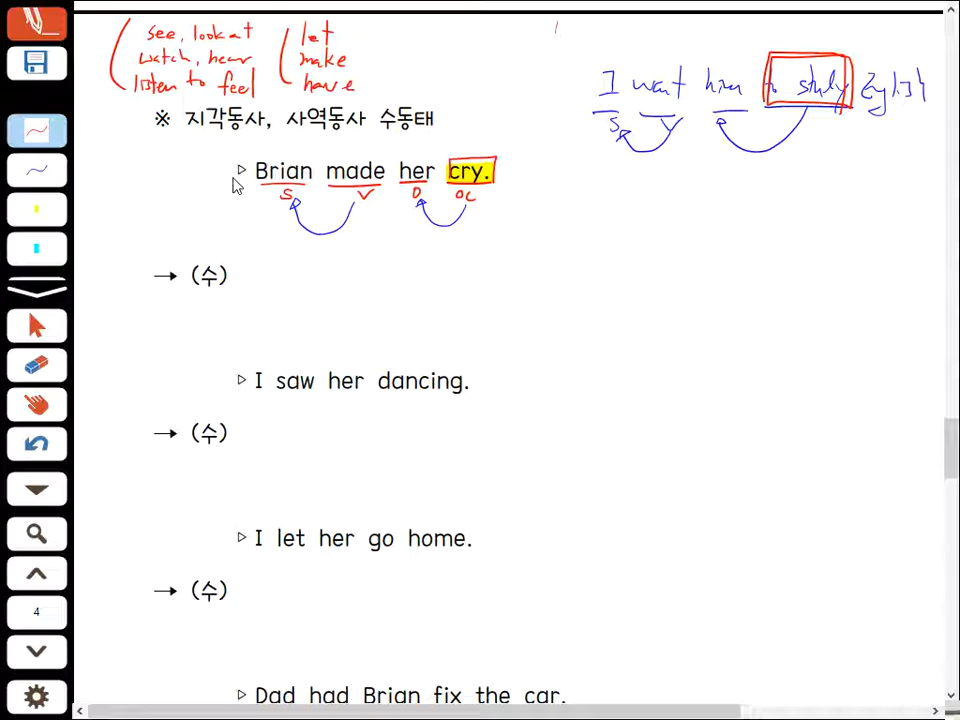 see, look at
watch, hear
listen to feel
let
make
have
I want him to study English
S V
※ 지각동사, 사역동사 수동태
▷ Brian made her cry.
S V O OC
→ (수)
▷ I saw her dancing.
→ (수)
▷ I let her go home.
→ (수)
▷ Dad had Brian fix the car.
4